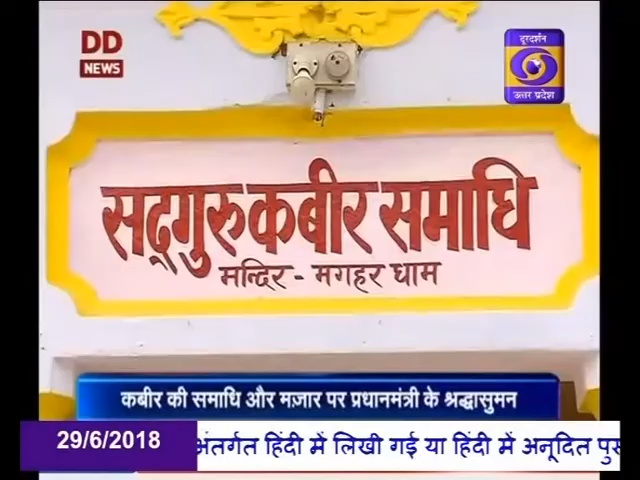 DD
NEWS
दूरदर्शन
उत्तर प्रदेश
सद्गुरु कबीर समाधि
मन्दिर - मगहर धाम
कबीर की समाधि और मज़ार पर प्रधानमंत्री के श्रद्धासुमन
29/6/2018
अंतर्गत हिंदी में लिखी गई या हिंदी में अनूदित